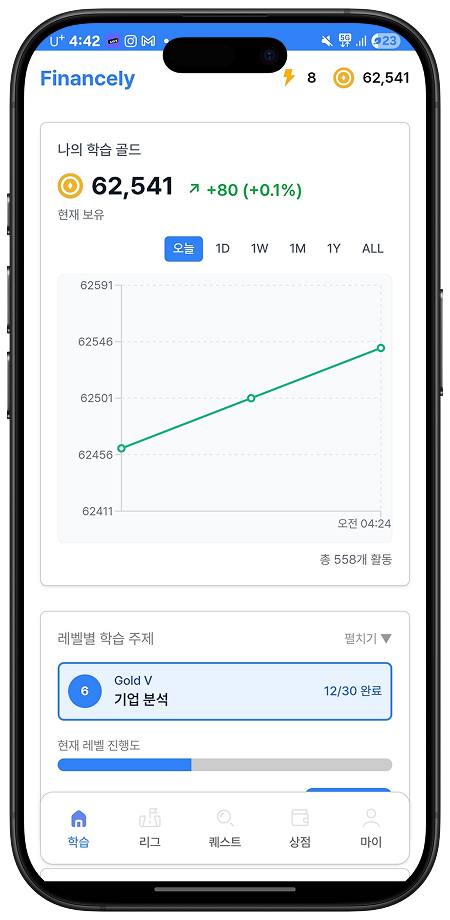 U⁺ 4:42
5G
23
Financely
8
62,541
나의 학습 골드
62,541
+80 (+0.1%)
현재 보유
오늘
1D
1W
1M
1Y
ALL
62591
62546
62501
62456
62411
오전 04:24
총 558개 활동
레벨별 학습 주제
펼치기 ▼
6
Gold V
기업 분석
12/30 완료
현재 레벨 진행도
학습
리그
퀘스트
상점
마이